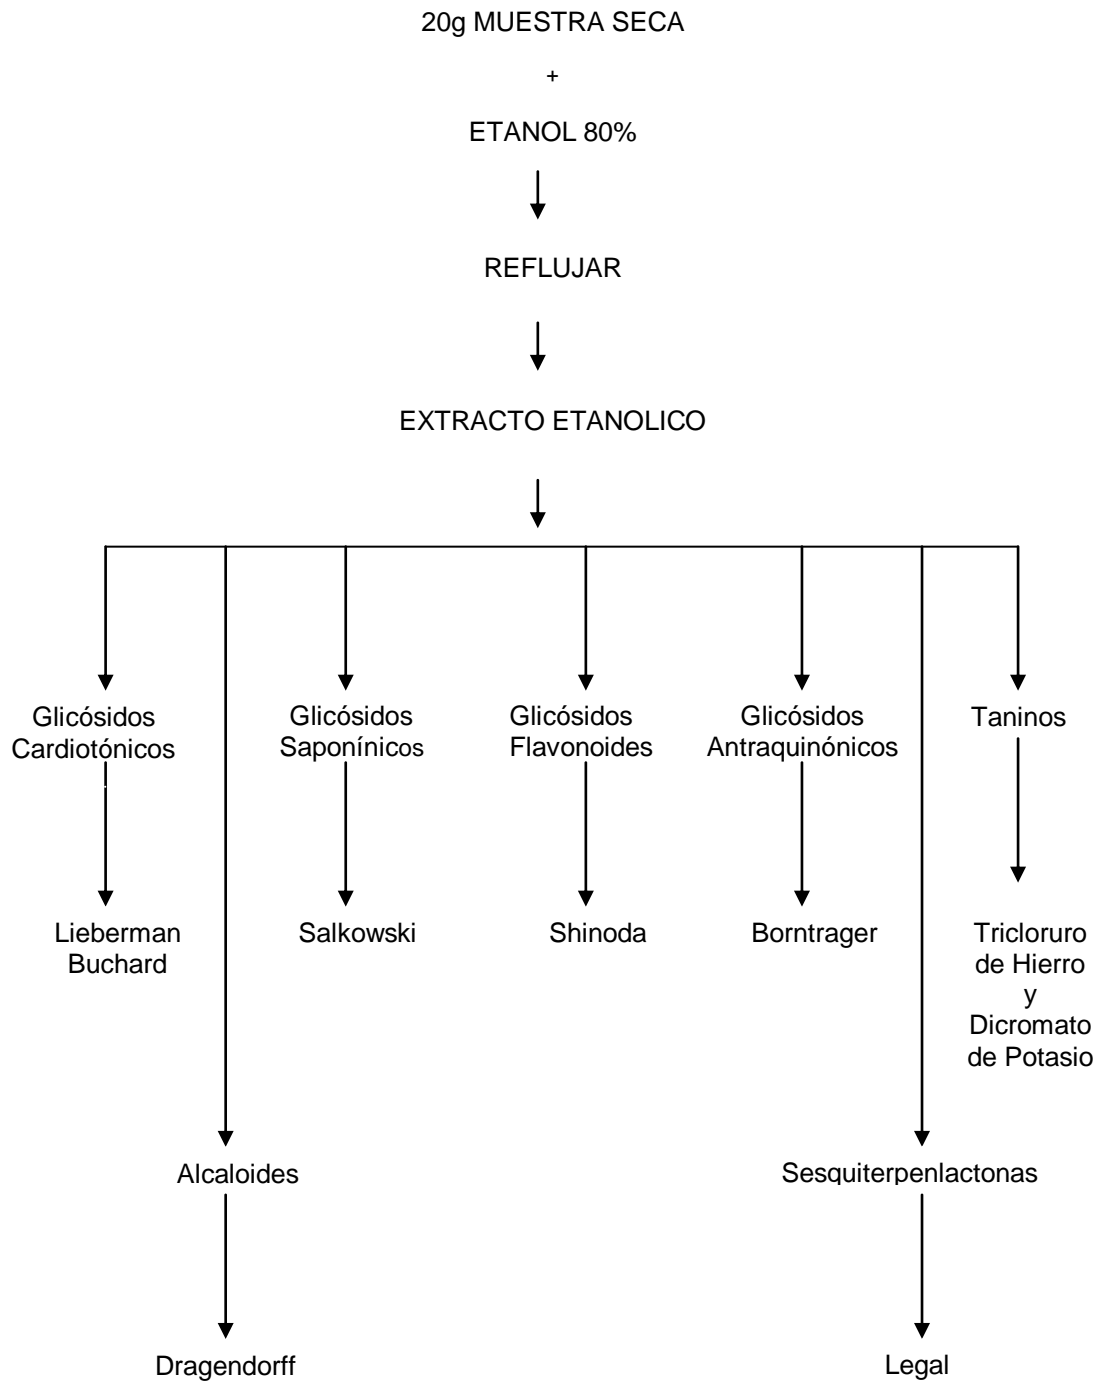 20g MUESTRA SECA
+
ETANOL 80%
REFLUJAR
EXTRACTO ETANOLICO
Glicósidos
Cardiotónicos
Glicósidos
Saponínicos
Glicósidos
Flavonoides
Glicósidos
Antraquinónicos
Taninos
Lieberman
Buchard
Salkowski
Shinoda
Borntrager
Tricloruro
de Hierro
y
Dicromato
de Potasio
Alcaloides
Sesquiterpenlactonas
Dragendorff
Legal